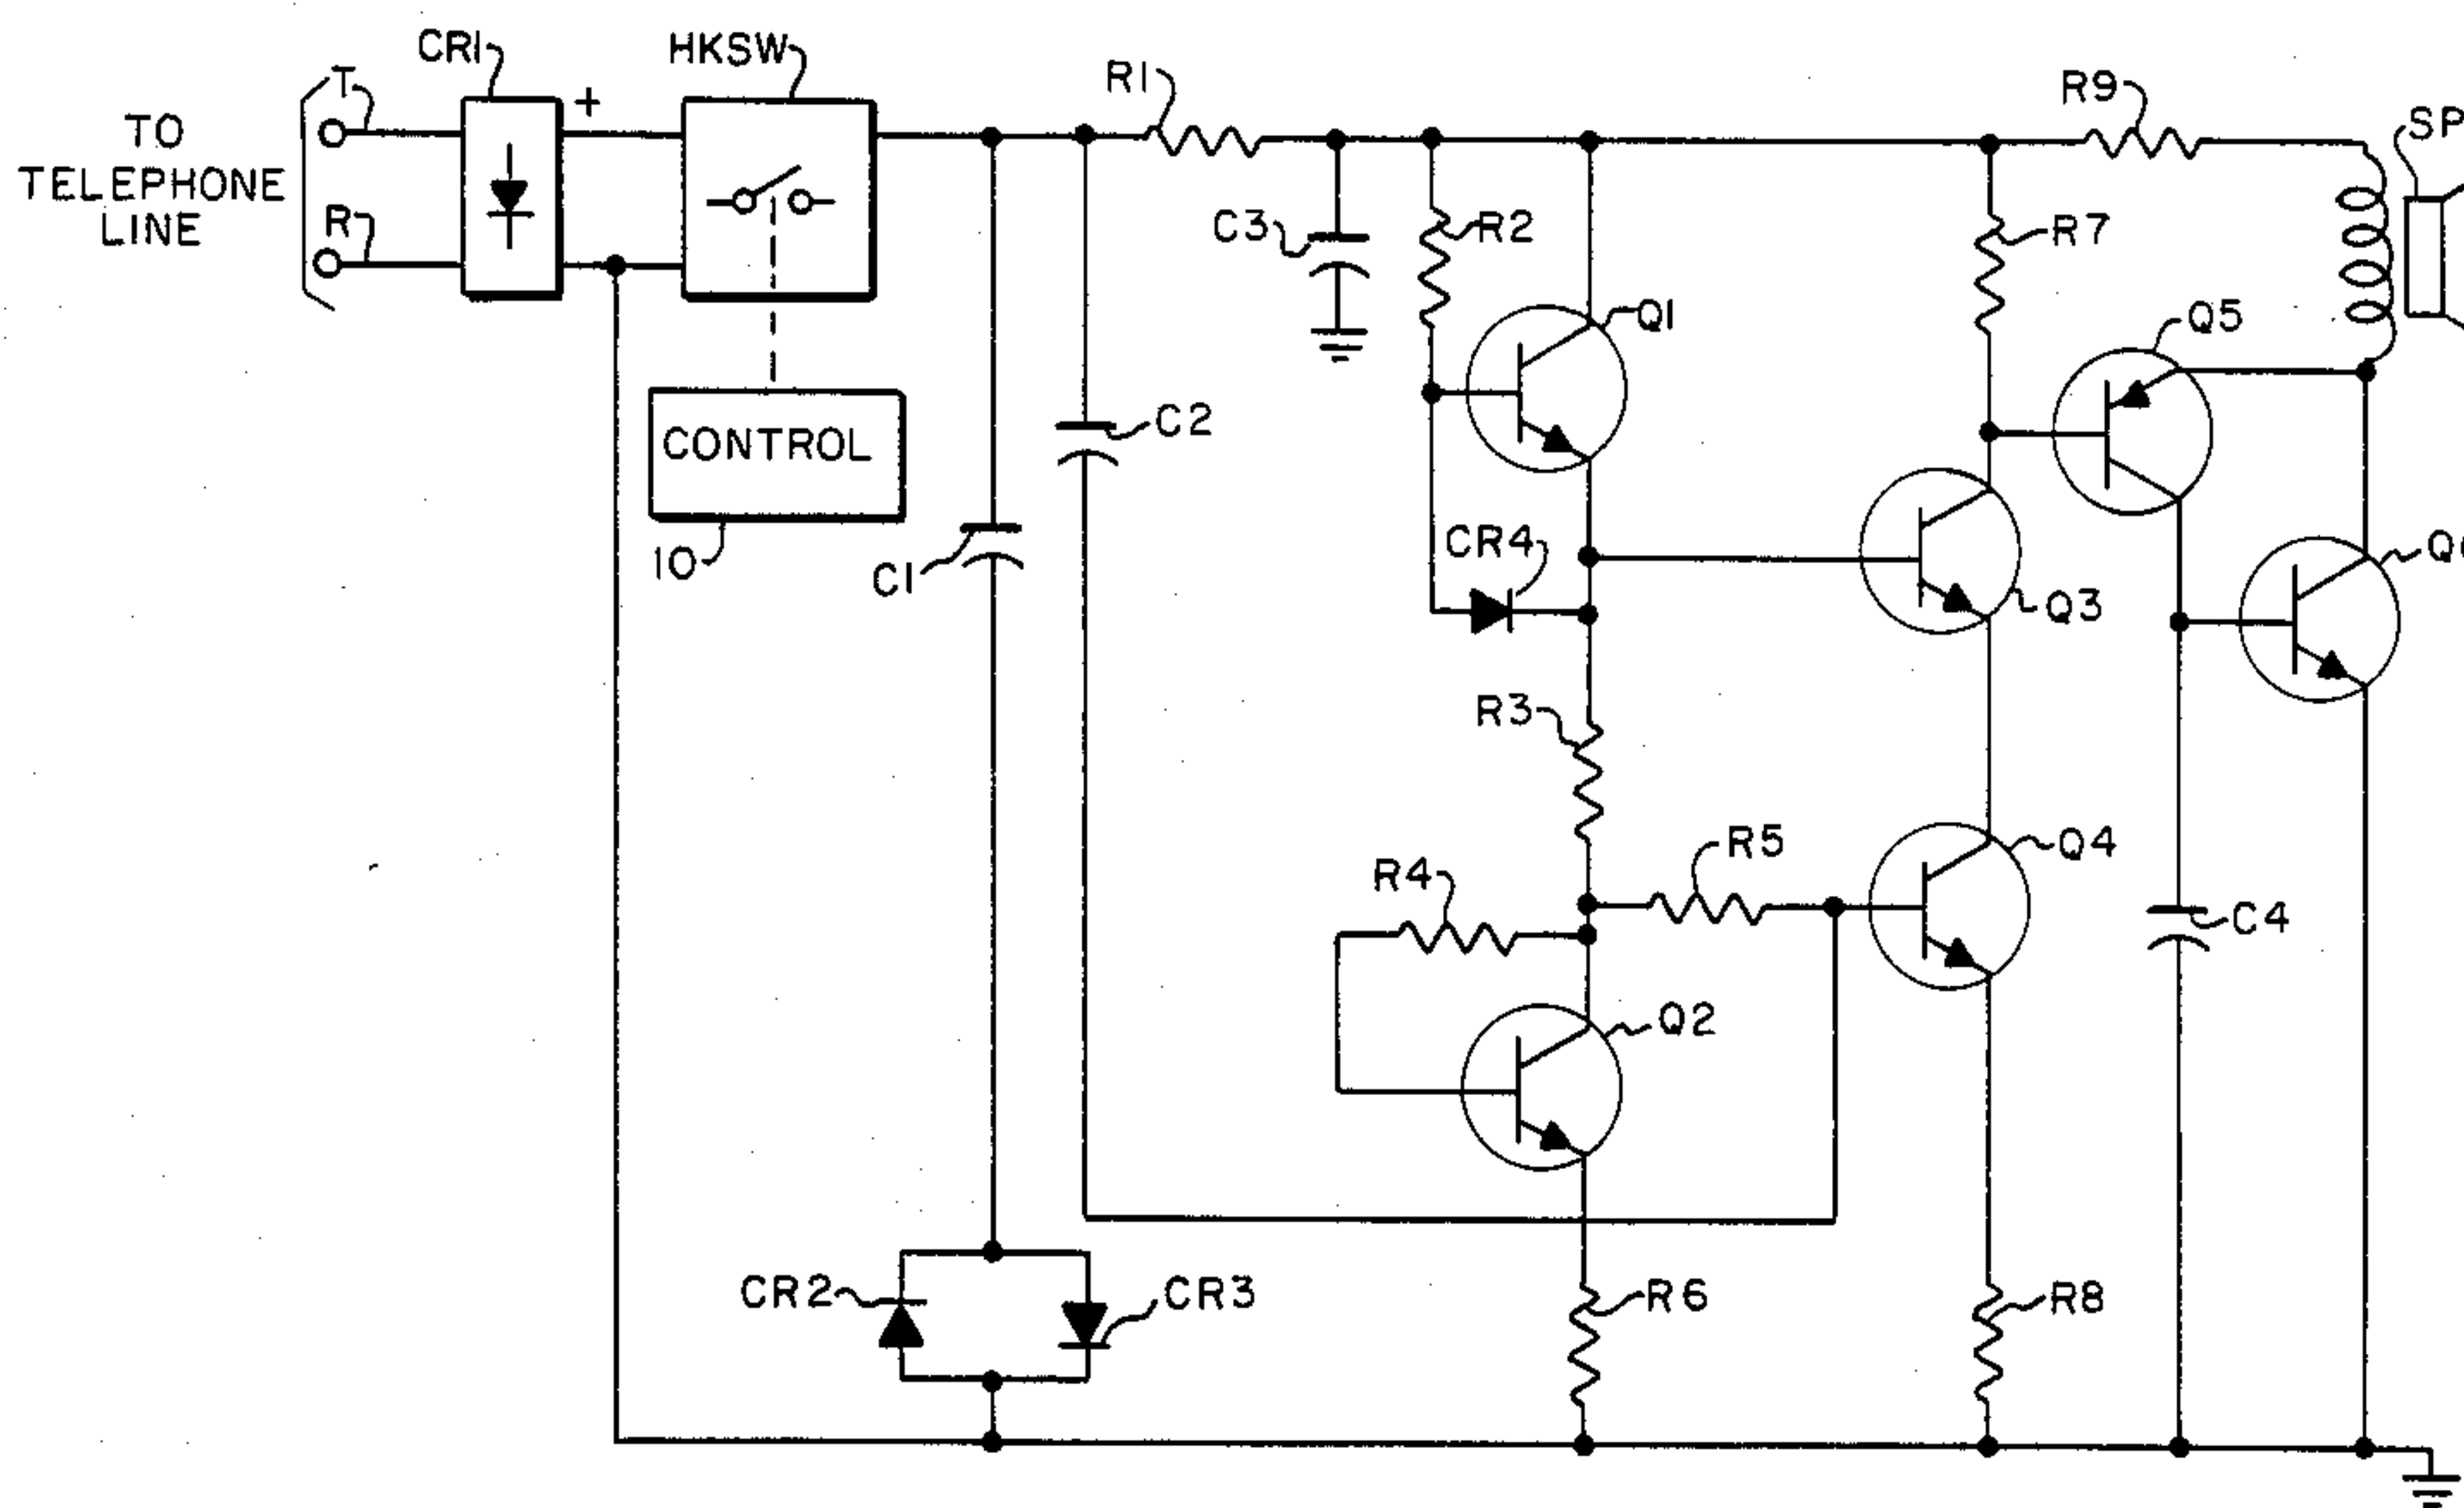 CR1
HKSW
R1
R9
SP
T
+
TO
TELEPHONE
LINE
R
C3
R2
R7
Q1
Q5
C2
CONTROL
CR4
10
C1
Q3
R3
R5
Q4
R4
C4
Q2
CR2
CR3
R6
R8